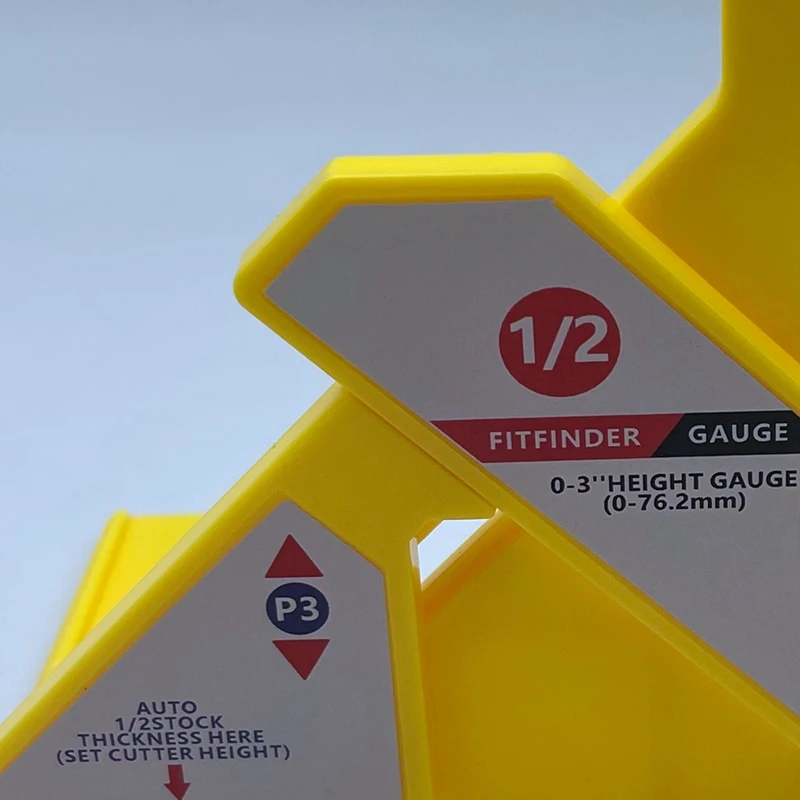 1/2
FITFINDER GAUGE
0-3''HEIGHT GAUGE
(0-76.2mm)
P3
AUTO
1/2STOCK
THICKNESS HERE
(SET CUTTER HEIGHT)